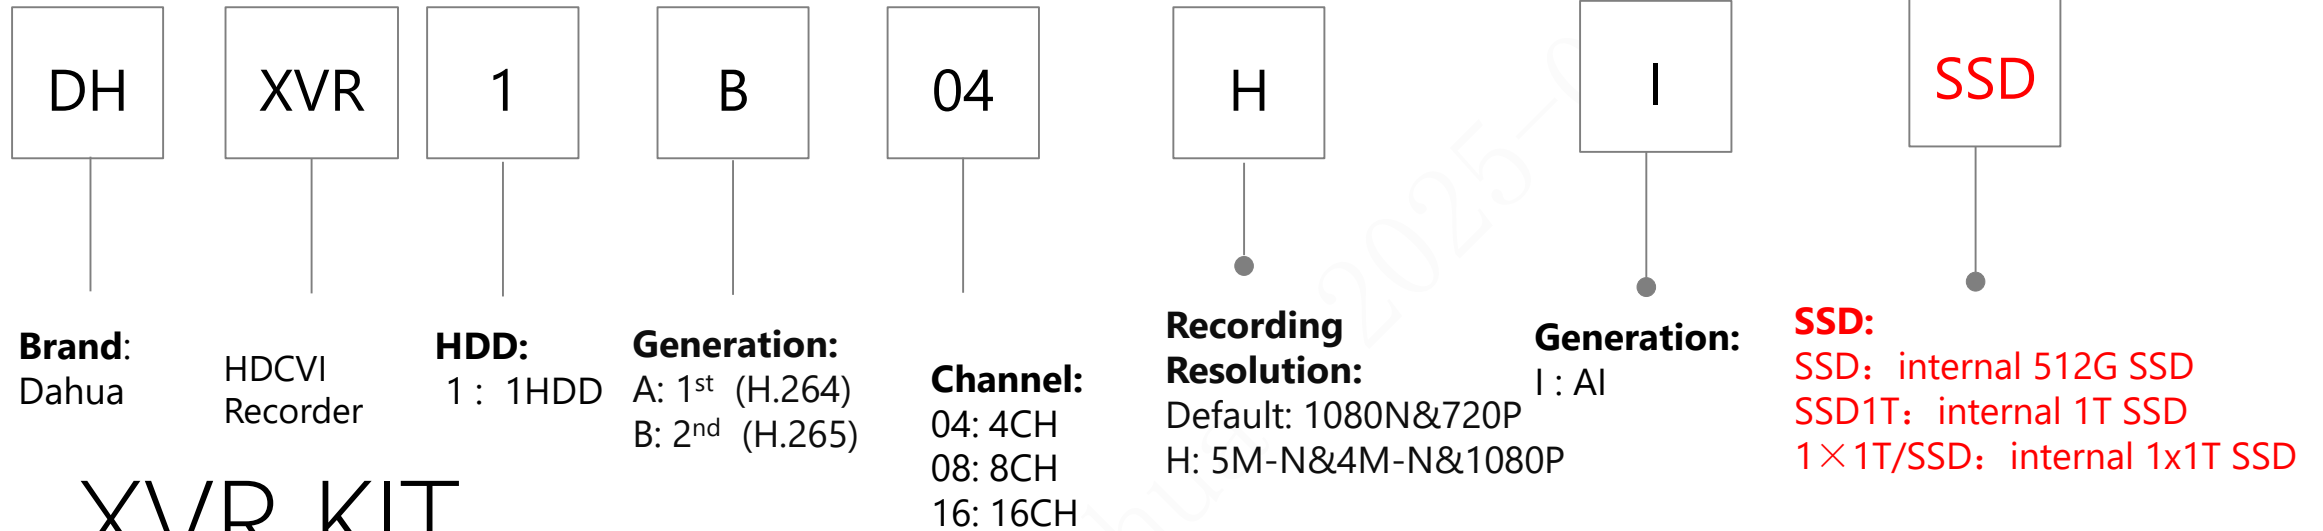 DH XVR 1 B 04 H I SSD
Brand:
Dahua
HDCVI
Recorder
HDD:
1 : 1HDD
Generation:
A: 1st (H.264)
B: 2nd (H.265)
Channel:
04: 4CH
08: 8CH
16: 16CH
Recording
Resolution:
Default: 1080N&720P
H: 5M-N&4M-N&1080P
Generation:
I : AI
SSD:
SSD：internal 512G SSD
SSD1T：internal 1T SSD
1×1T/SSD：internal 1x1T SSD
XVR KIT